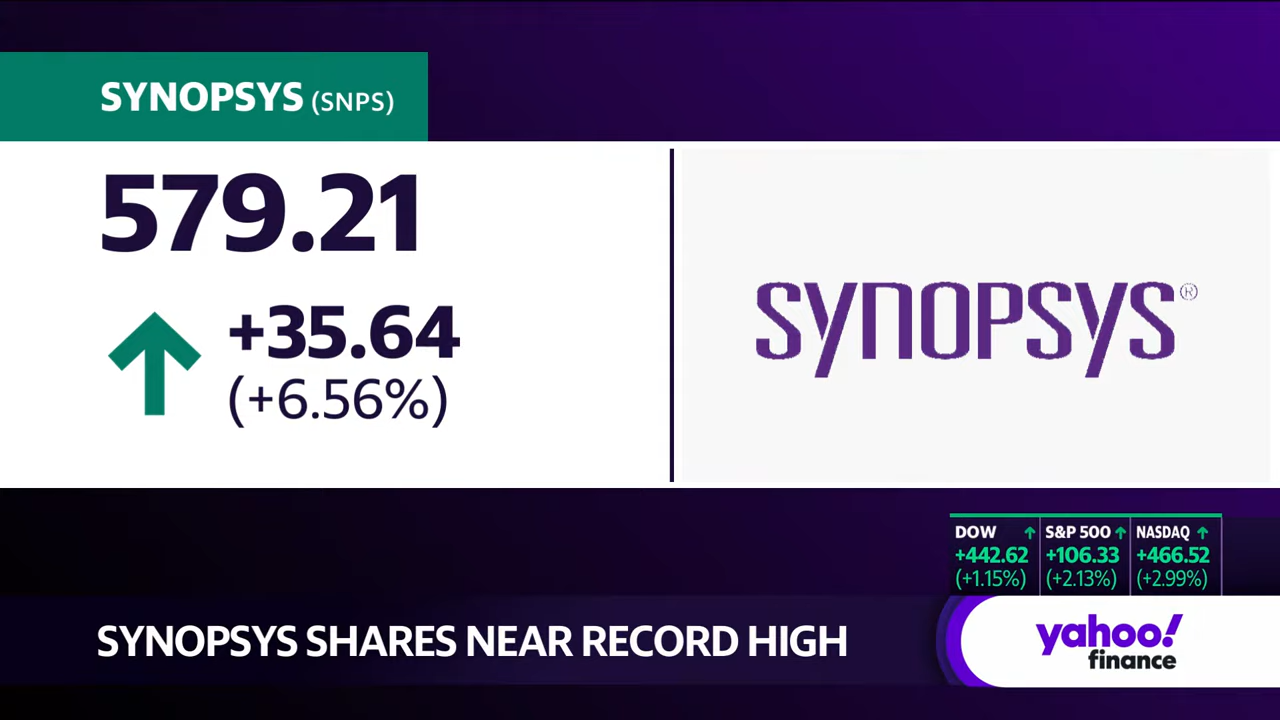 SYNOPSYS (SNPS)
579.21
+35.64
(+6.56%)
SYNOPSYS®
DOW S&P 500 NASDAQ
+442.62 +106.33 +466.52
(+1.15%) (+2.13%) (+2.99%)
SYNOPSYS SHARES NEAR RECORD HIGH
yahoo!
finance